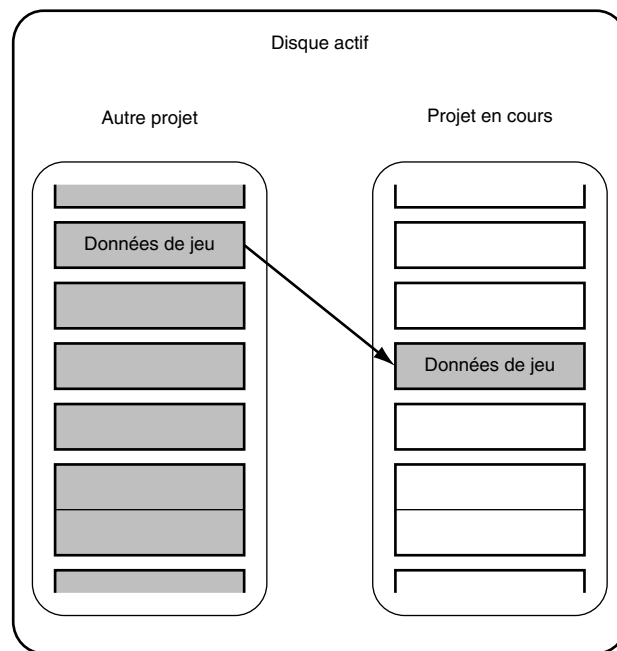 Disque actif
Autre projet
Projet en cours
Données de jeu
Données de jeu